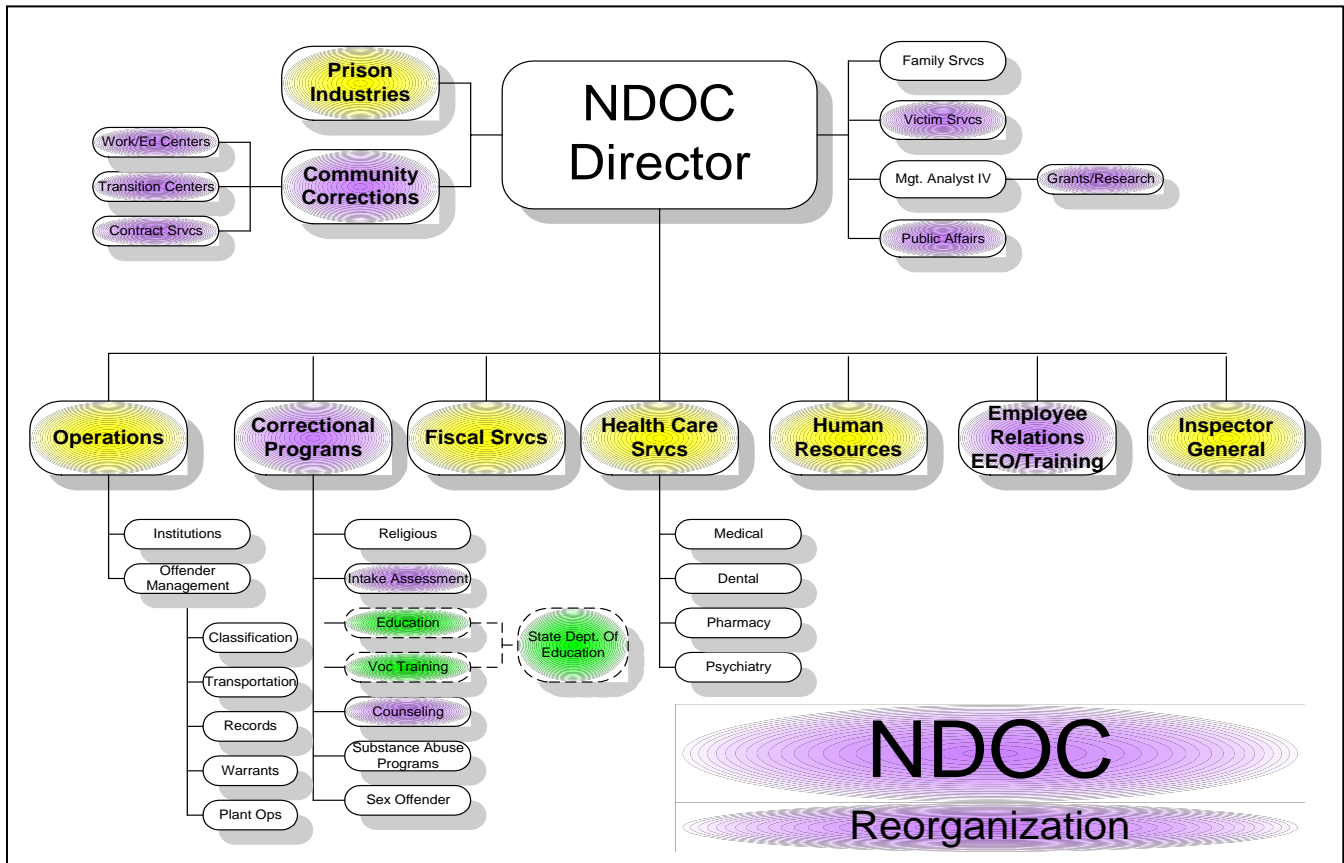 Prison
Industries
NDOC
Director
Family Srvcs
Victim Srvcs
Work/Ed Centers
Community
Corrections
Transition Centers
Mgt. Analyst IV
Grants/Research
Contract Srvcs
Public Affairs
Operations
Correctional
Programs
Fiscal Srvcs
Health Care
Srvcs
Human
Resources
Employee
Relations
EEO/Training
Inspector
General
Institutions
Offender
Management
Classification
Transportation
Records
Warrants
Plant Ops
Religious
Intake Assessment
Education
Voc Training
State Dept. Of
Education
Counseling
Substance Abuse
Programs
Sex Offender
Medical
Dental
Pharmacy
Psychiatry
NDOC
Reorganization